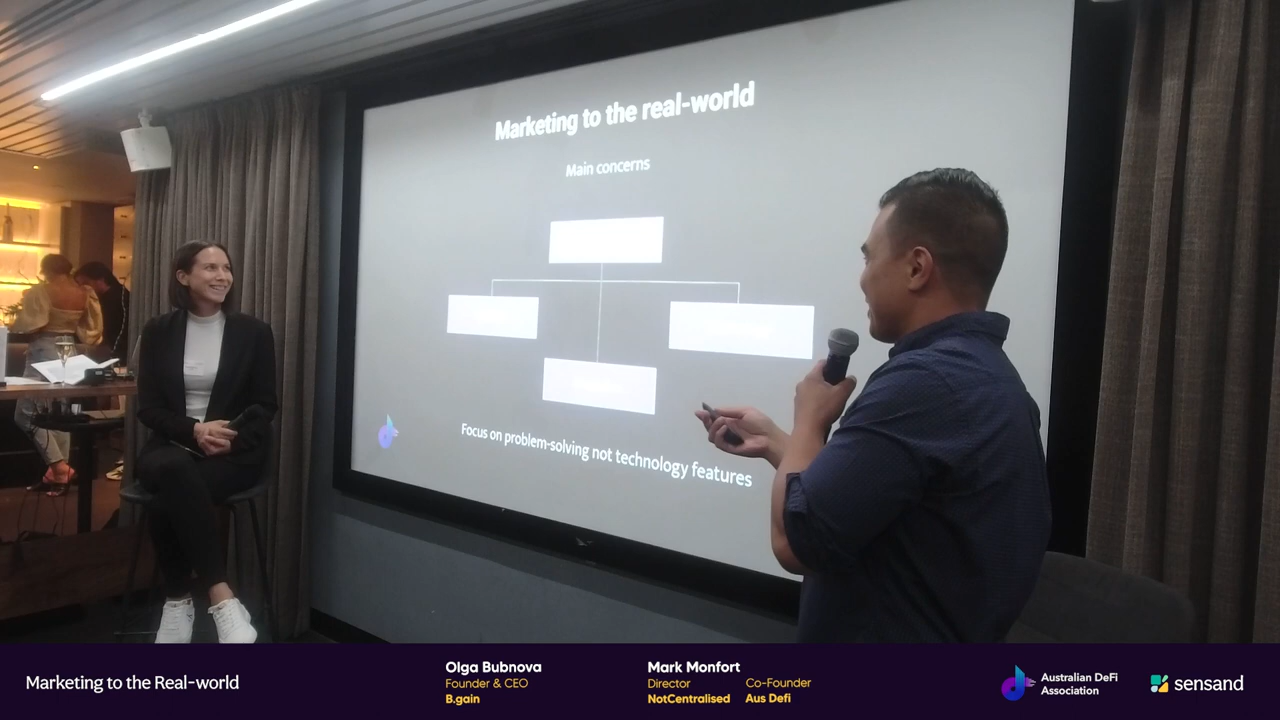 Marketing to the real-world
Main concerns
Focus on problem-solving not technology features
Marketing to the Real-world
Olga Bubnova
Founder & CEO
B.gain
Mark Monfort
Director
NotCentralised
Co-Founder
Aus Defi
Australian DeFi
Association
sensand